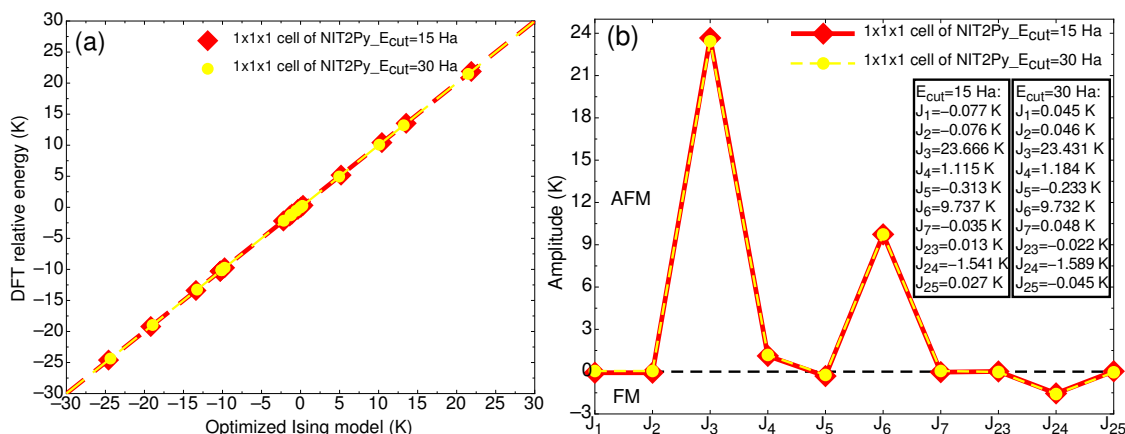 (a)
1x1x1 cell of NIT2Py_Ecut=15 Ha
1x1x1 cell of NIT2Py_Ecut=30 Ha
DFT relative energy (K)
30
25
20
15
10
5
0
−5
−10
−15
−20
−25
−30
−30 −25 −20 −15 −10 −5 0 5 10 15 20 25 30
Optimized Ising model (K)
(b)
1x1x1 cell of NIT2Py_Ecut=15 Ha
1x1x1 cell of NIT2Py_Ecut=30 Ha
Amplitude (K)
24
21
18
15
12
9
6
3
0
−3
AFM
FM
Ecut=15 Ha:
J1=−0.077 K
J2=−0.076 K
J3=23.666 K
J4=1.115 K
J5=−0.313 K
J6=9.737 K
J7=−0.035 K
J23=0.013 K
J24=−1.541 K
J25=0.027 K
Ecut=30 Ha:
J1=0.045 K
J2=0.046 K
J3=23.431 K
J4=1.184 K
J5=−0.233 K
J6=9.732 K
J7=0.048 K
J23=−0.022 K
J24=−1.589 K
J25=−0.045 K
J1 J2 J3 J4 J5 J6 J7 J23 J24 J25